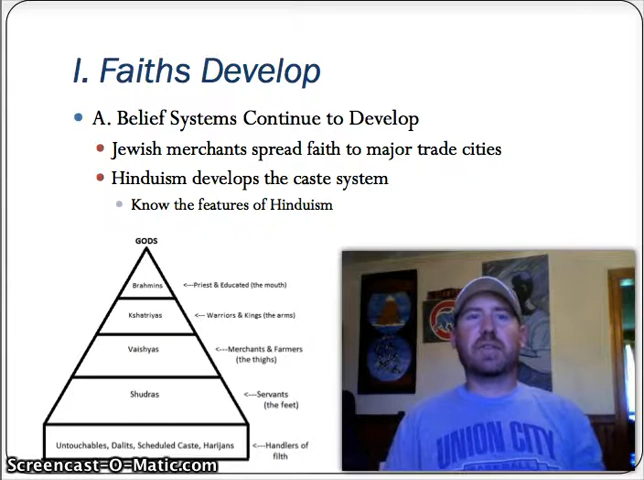 I. Faiths Develop
A. Belief Systems Continue to Develop
Jewish merchants spread faith to major trade cities
Hinduism develops the caste system
Know the features of Hinduism
GODS
Brahmins <--Priest & Educated (the mouth)
Kshatriyas <-- Warriors & Kings (the arms)
Vaishyas <---Merchants & Farmers
(the thighs)
Shudras <---Servants
(the feet)
Untouchables, Dalits, Scheduled Caste, Harijans <---Handlers of
filth
UNION CITY
BASEBALL
Screencast-O-Matic.com